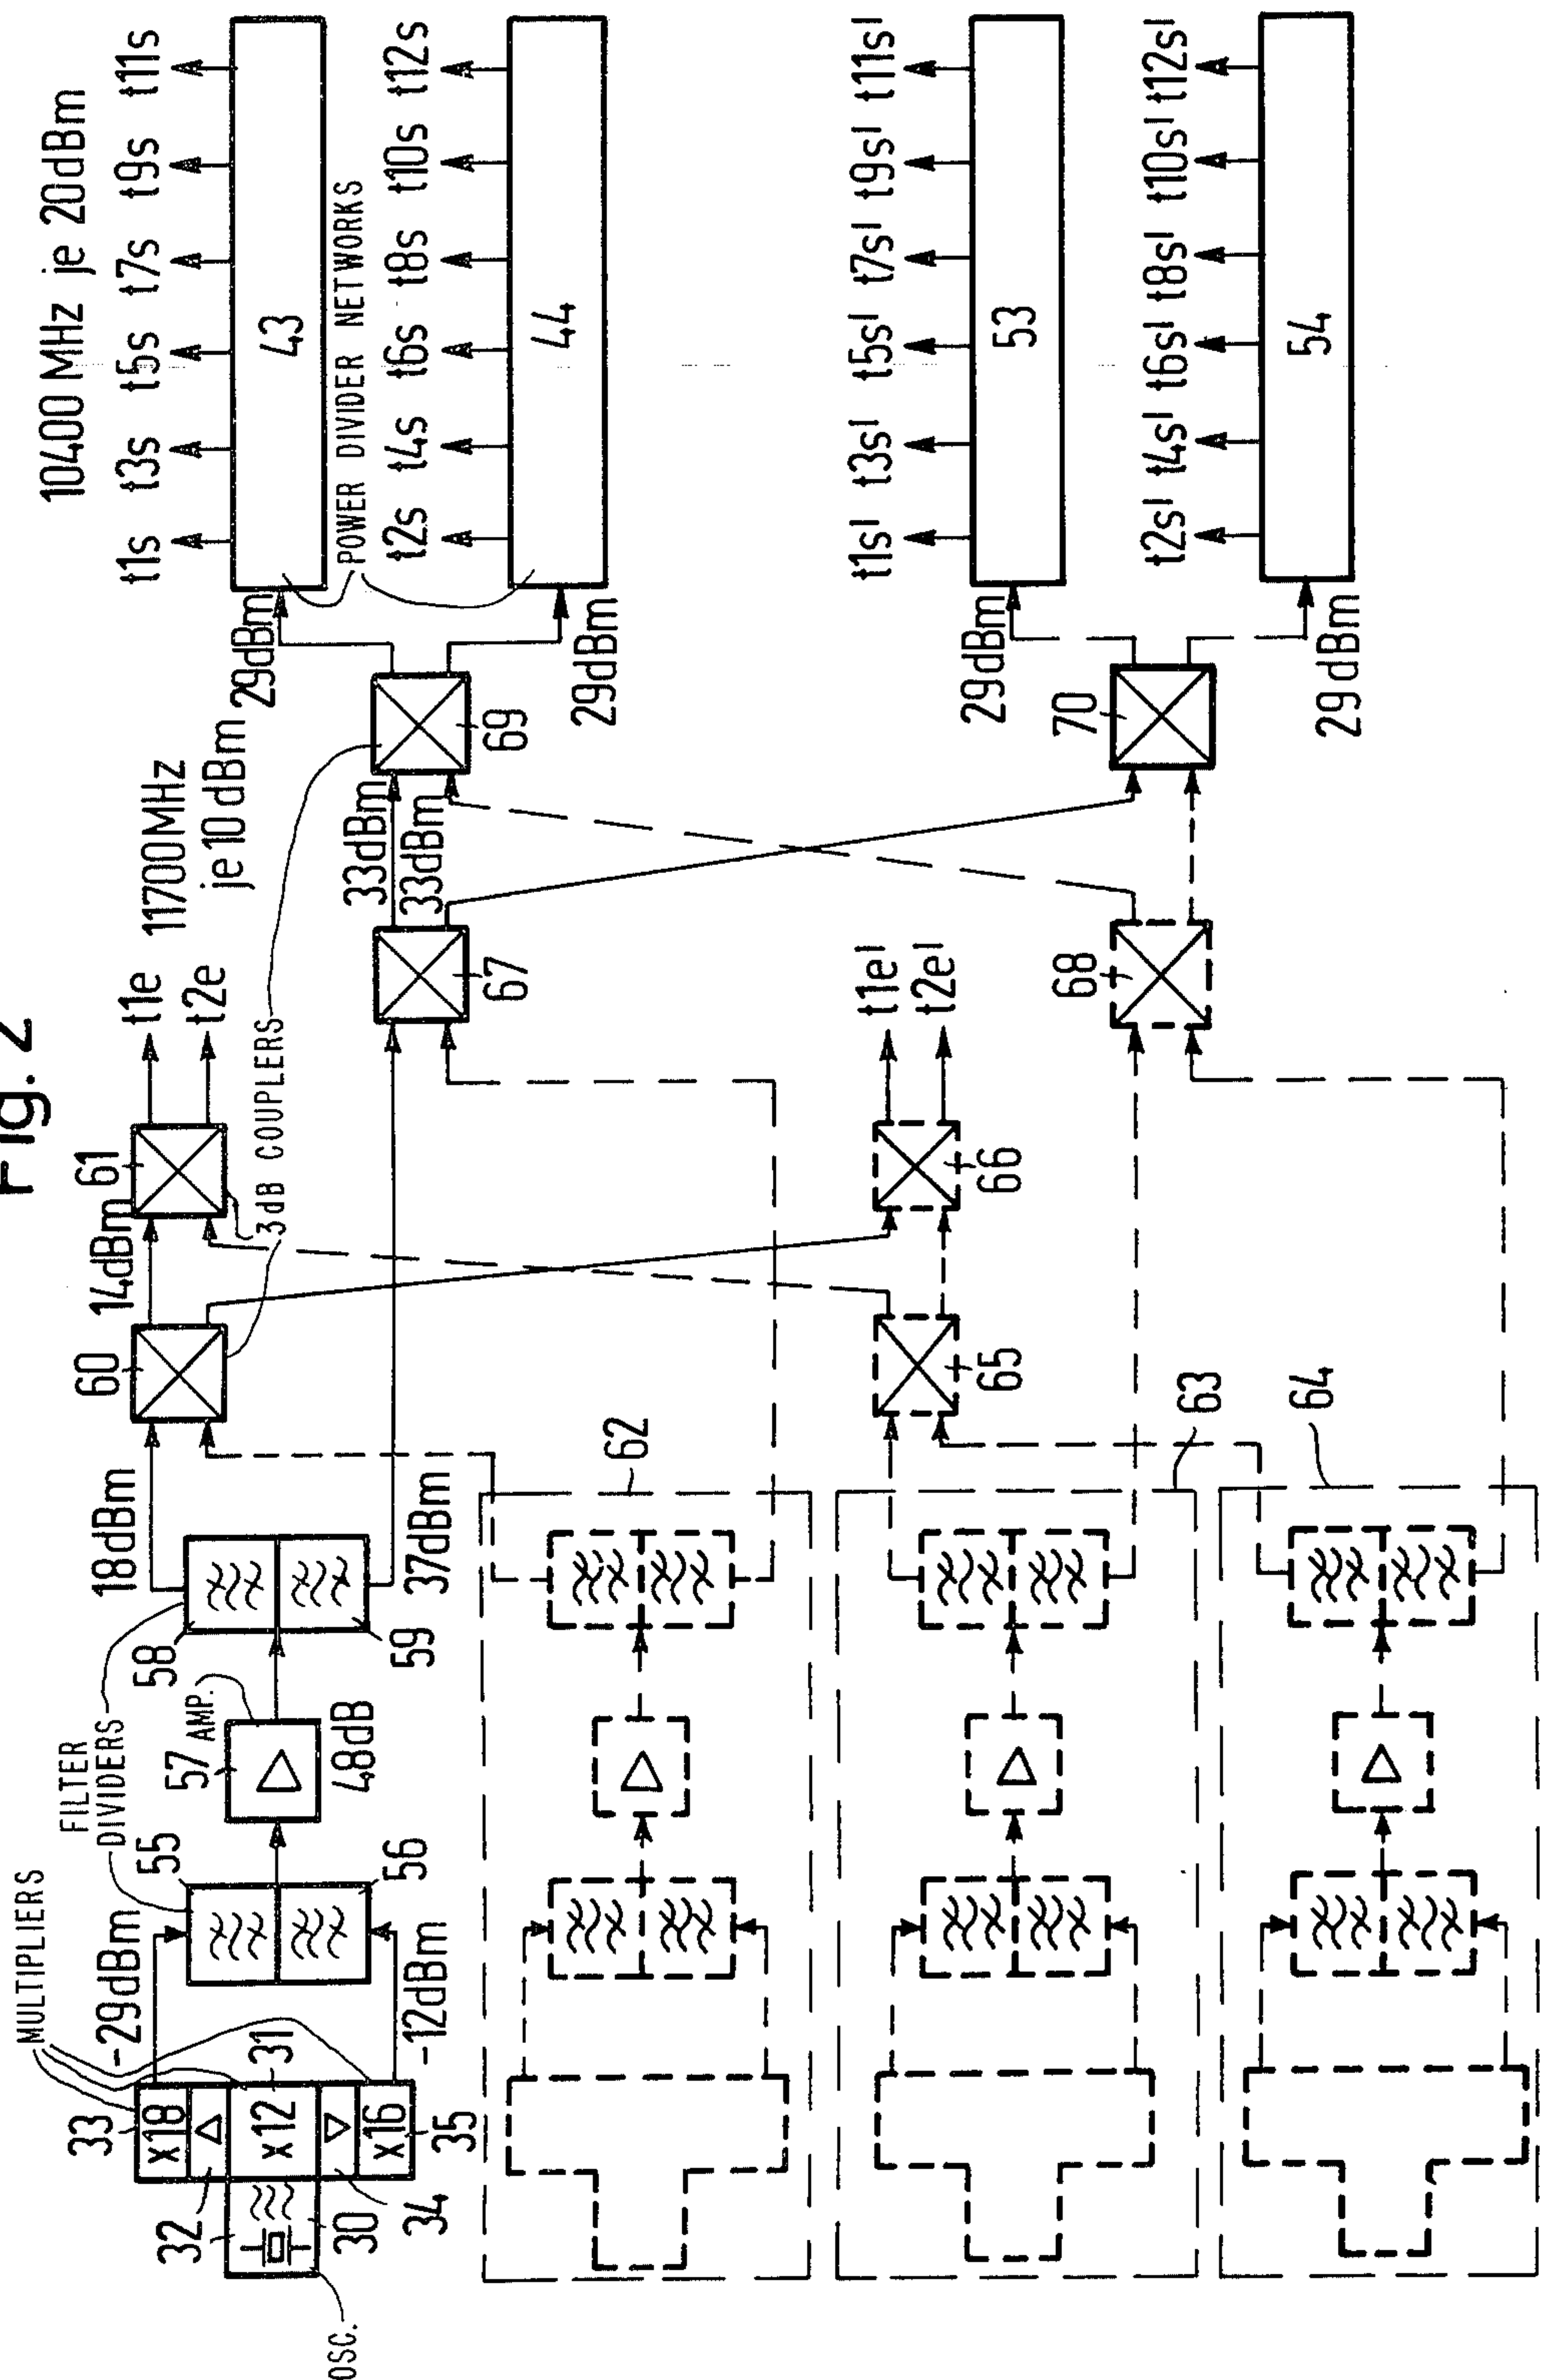 Fig. 2
10400 MHz je 20dBm
t1s t3s t5s t7s t9s t11s
43
POWER DIVIDER NETWORKS
t2s t4s t6s t8s t10s t12s
44
29dBm
29dBm
11700MHz
je10 dBm
t1e
t2e
69
33dBm
33dBm
67
3dB COUPLERS
61
14dBm
60
18dBm
37dBm
58
59
FILTER
DIVIDERS
57 AMP.
48dB
55
56
MULTIPLIERS
-29dBm
-12dBm
33
x18
32
x12
31
34
x16
35
30
OSC.
62
63
64
65
66
t1e'
t2e'
68
70
29dBm
29dBm
t1s' t3s' t5s' t7s' t9s' t11s'
53
t2s' t4s' t6s' t8s' t10s' t12s'
54